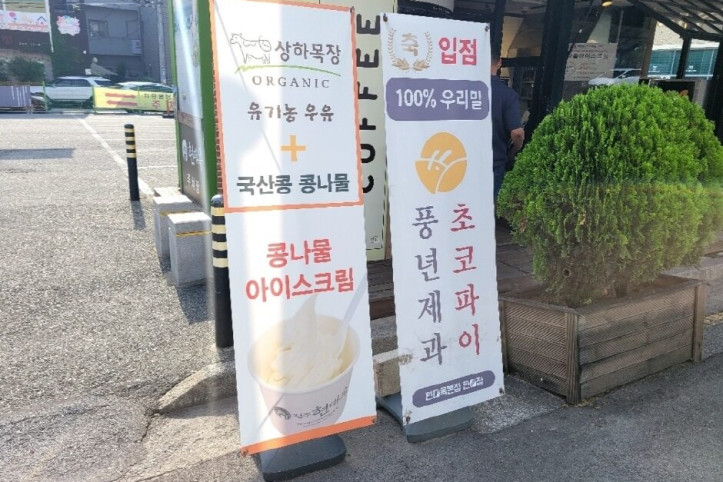 상하목장
ORGANIC
유기농 우유
+
국산콩 콩나물
콩나물
아이스크림
COFFEE
축 입점
100% 우리밀
초코파이
풍년제과